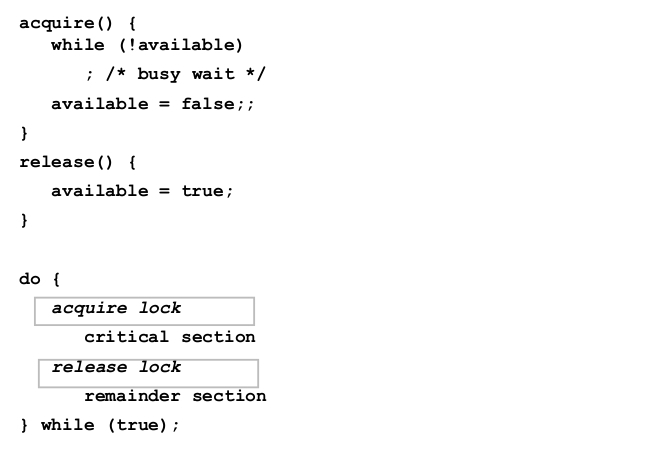 acquire() {
while (!available)
; /* busy wait */
available = false;;
}
release() {
available = true;
}
do {
acquire lock
critical section
release lock
remainder section
} while (true);